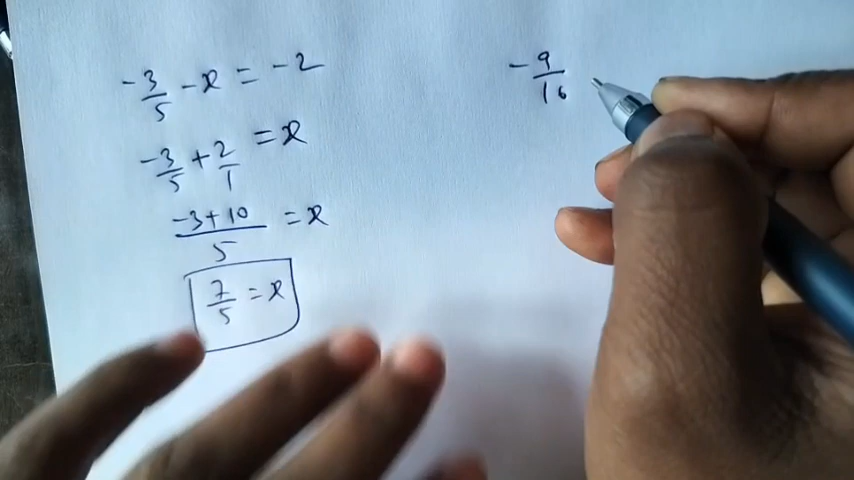 -3/5 - x = -2
-3/5 + 2/1 = x
-3+10/5 = x
7/5 = x
-9/16